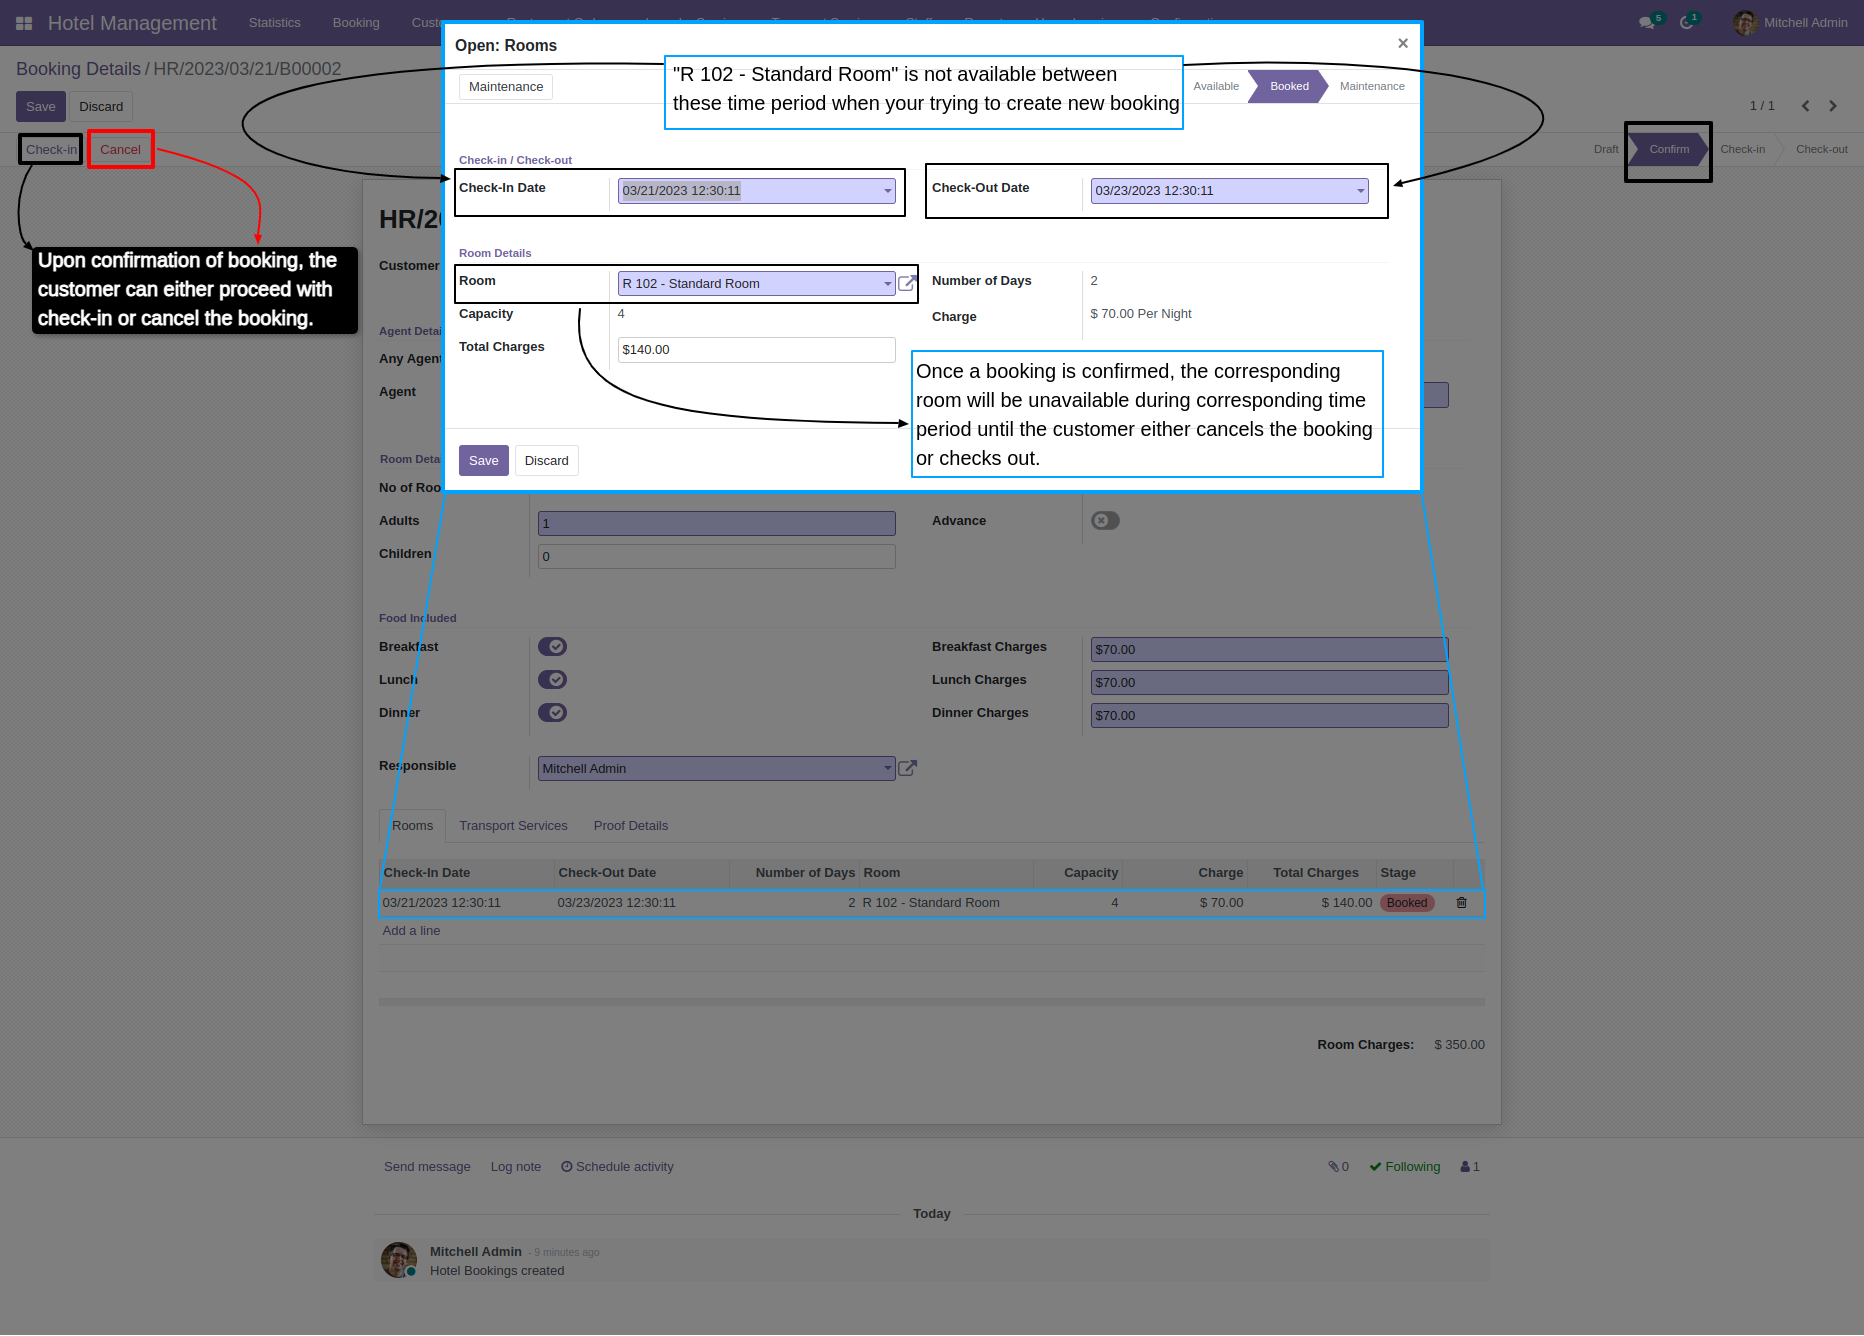 Hotel Management Statistics Booking
5 1 Mitchell Admin
Booking Details / HR/2023/03/21/B00002
Save Discard
1 / 1
Check-in Cancel
Draft Confirm Check-in Check-out
Upon confirmation of booking, the
customer can either proceed with
check-in or cancel the booking.
Open: Rooms ×
Maintenance
Available Booked Maintenance
"R 102 - Standard Room" is not available between
these time period when your trying to create new booking
Check-in / Check-out
Check-In Date 03/21/2023 12:30:11 Check-Out Date 03/23/2023 12:30:11
Room Details
Room R 102 - Standard Room Number of Days 2
Capacity 4 Charge $ 70.00 Per Night
Total Charges $140.00
Once a booking is confirmed, the corresponding
room will be unavailable during corresponding time
period until the customer either cancels the booking
or checks out.
Save Discard
Customer
Any Agent
Agent
Adults 1 Advance
Children 0
Food Included
Breakfast Breakfast Charges $70.00
Lunch Lunch Charges $70.00
Dinner Dinner Charges $70.00
Responsible Mitchell Admin
Rooms Transport Services Proof Details
Check-In Date Check-Out Date Number of Days Room Capacity Charge Total Charges Stage
03/21/2023 12:30:11 03/23/2023 12:30:11 2 R 102 - Standard Room 4 $ 70.00 $ 140.00 Booked
Add a line
Room Charges: $ 350.00
Send message Log note Schedule activity 0 Following 1
Today
Mitchell Admin - 9 minutes ago
Hotel Bookings created